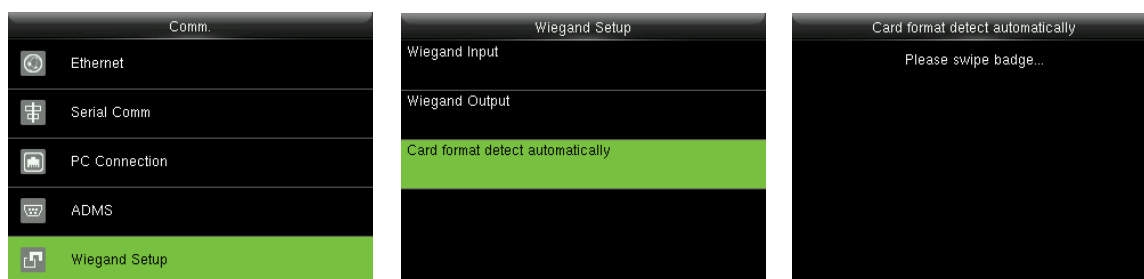 Comm.
Ethernet
Serial Comm
PC Connection
ADMS
Wiegand Setup
Wiegand Setup
Wiegand Input
Wiegand Output
Card format detect automatically
Card format detect automatically
Please swipe badge...